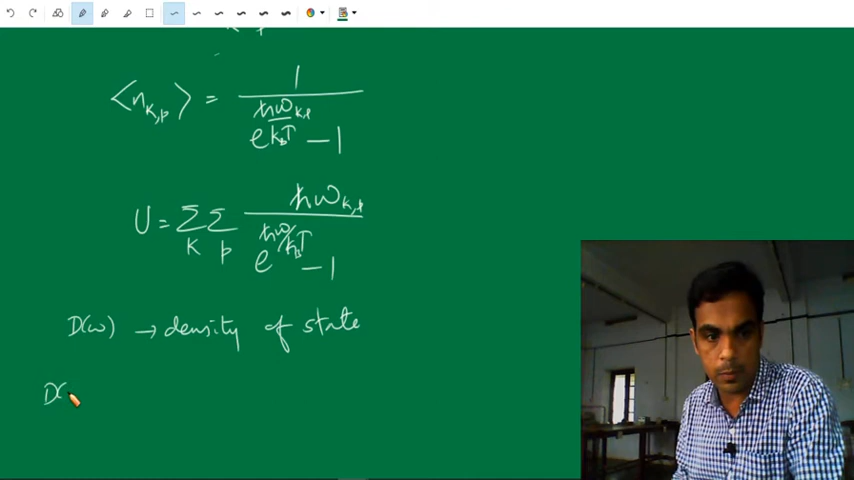 <n_{K,p}> = 1 / (e^{ħω_{K,p}/k_BT} - 1)
U = Σ_K Σ_p ħω_{K,p} / (e^{ħω/k_BT} - 1)
D(ω) → density of state
D(